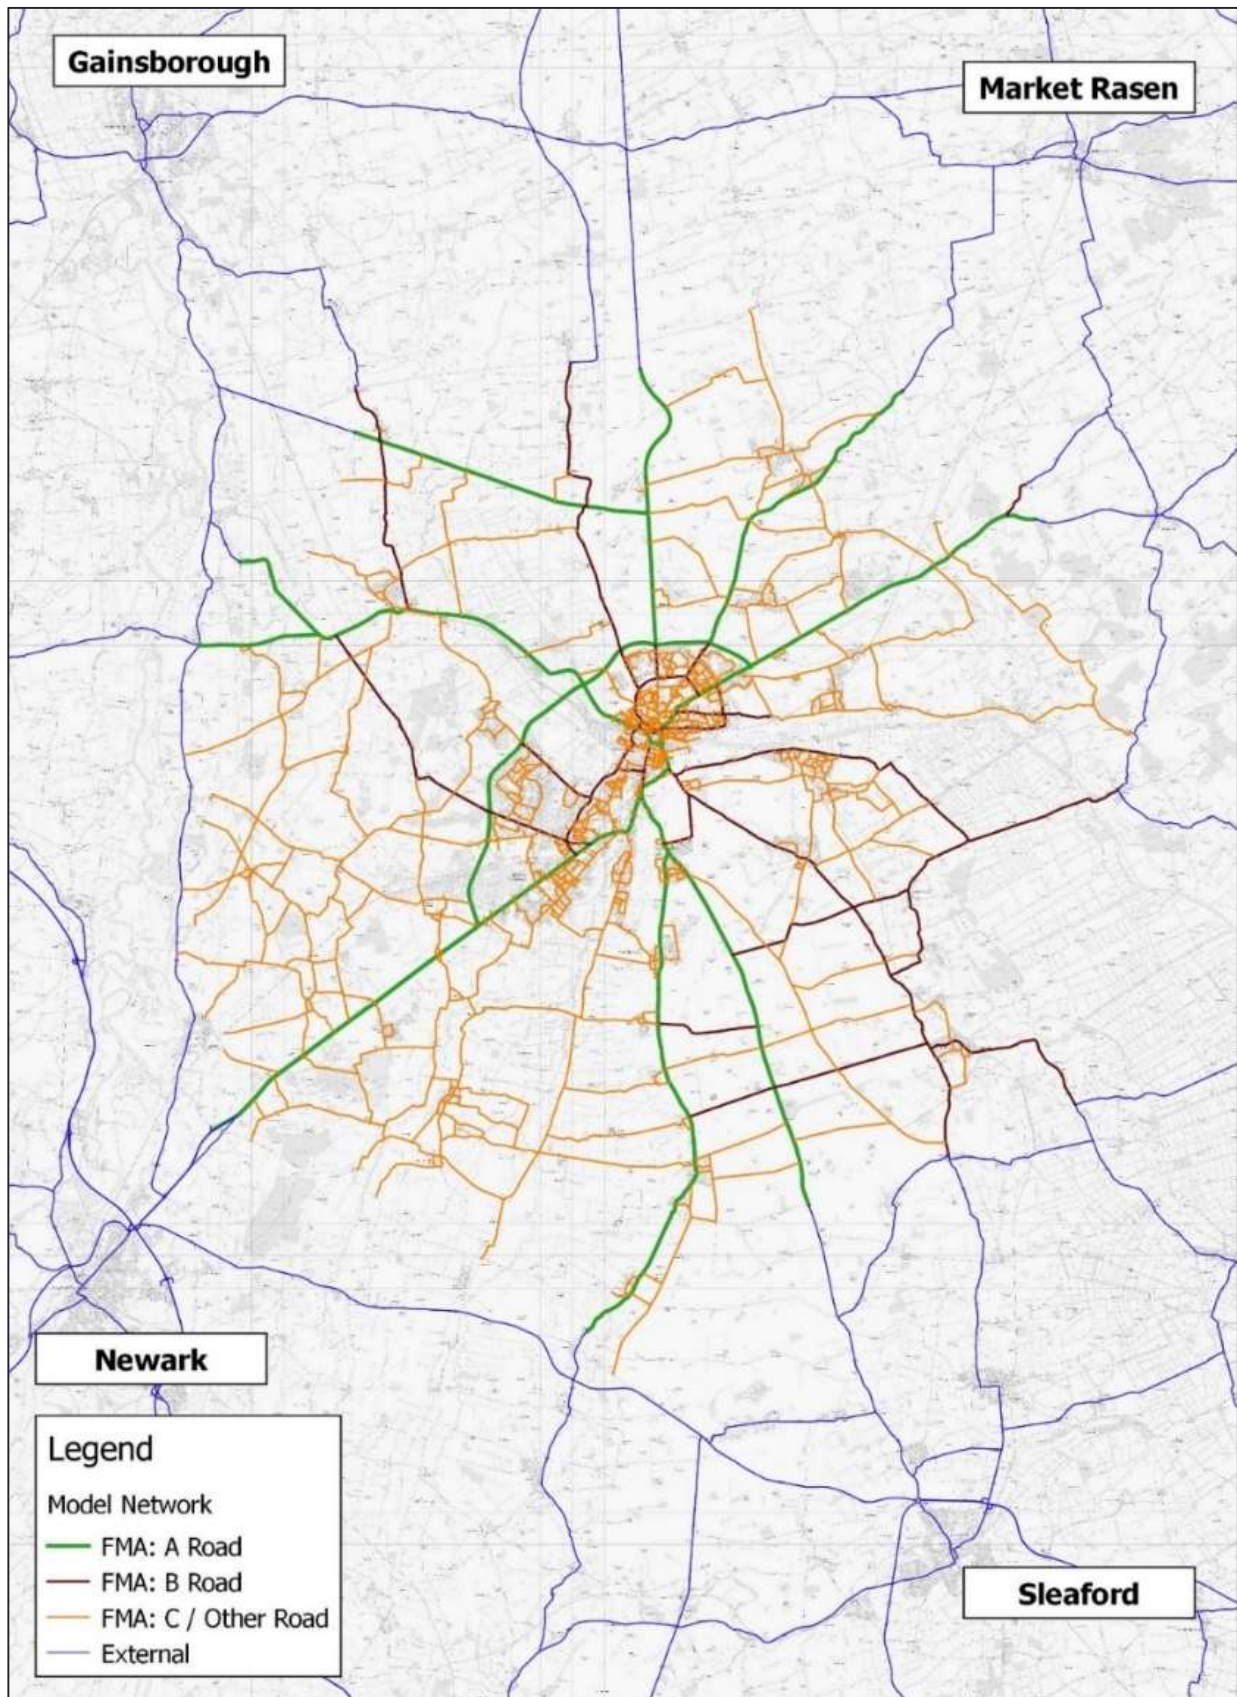 Gainsborough
Market Rasen
Newark
Legend
Model Network
FMA: A Road
FMA: B Road
FMA: C / Other Road
External
Sleaford